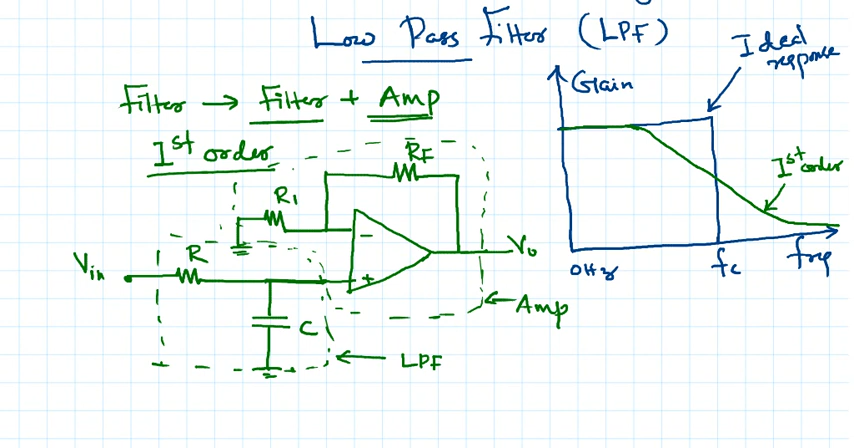 Low Pass Filter (LPF)
Filter → Filter + Amp
1st order
RF
R1
R
Vin
−
+
Vo
C
Amp
LPF
Gain
Ideal
response
1st order
0Hz
fc
freq